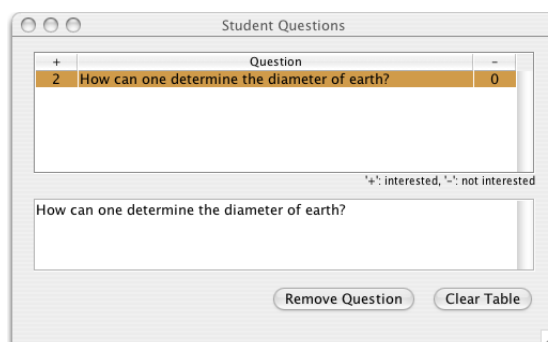 Student Questions
+ Question -
2 How can one determine the diameter of earth? 0
'+': interested, '-': not interested
How can one determine the diameter of earth?
Remove Question Clear Table